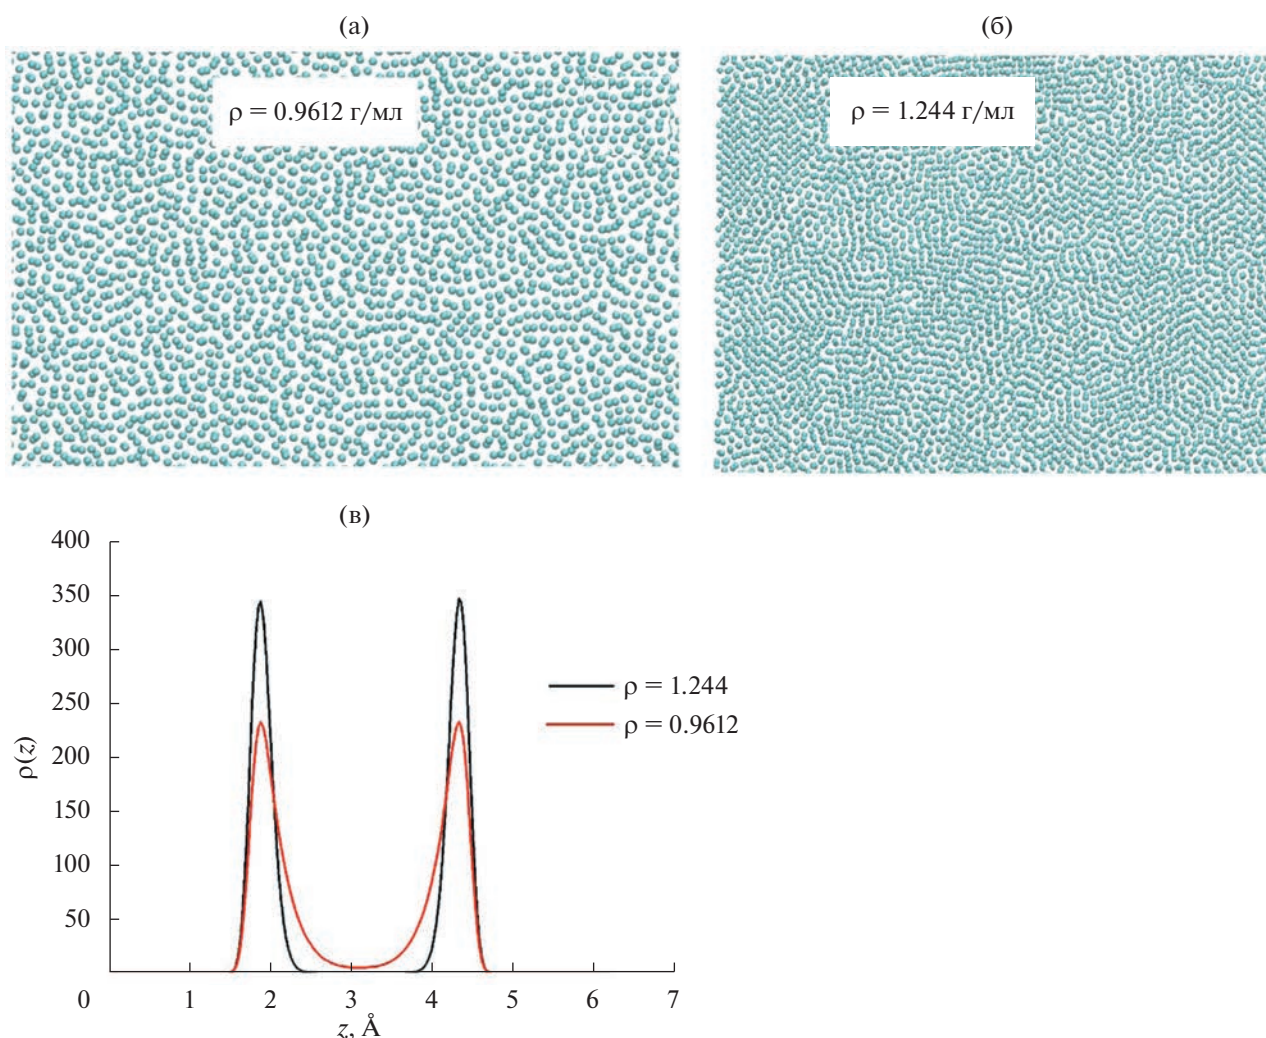 (а)
(б)
ρ = 0.9612 г/мл
ρ = 1.244 г/мл
(в)
400
350
300
250
200
150
100
50
0
ρ(z)
ρ = 1.244
ρ = 0.9612
1 2 3 4 5 6 7
z, Å